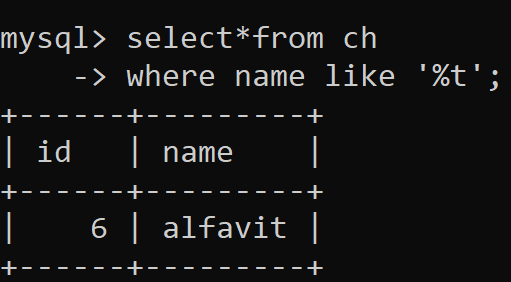 mysql> select*from ch
    -> where name like '%t';
+------+---------+
| id   | name    |
+------+---------+
|    6 | alfavit |
+------+---------+